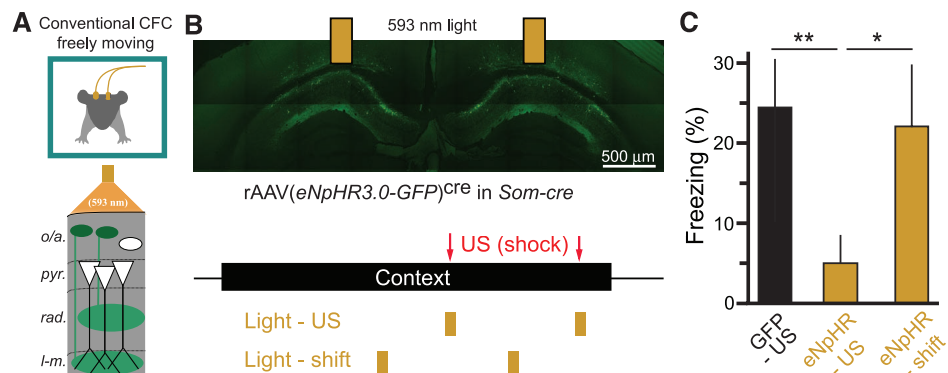 A
Conventional CFC
freely moving
(593 nm)
o/a.
pyr.
rad.
l-m.
B
593 nm light
500 μm
rAAV(eNpHR3.0-GFP)cre in Som-cre
US (shock)
Context
Light - US
Light - shift
C
**
*
Freezing (%)
20
10
0
GFP
- US
eNpHR
- US
eNpHR
- shift